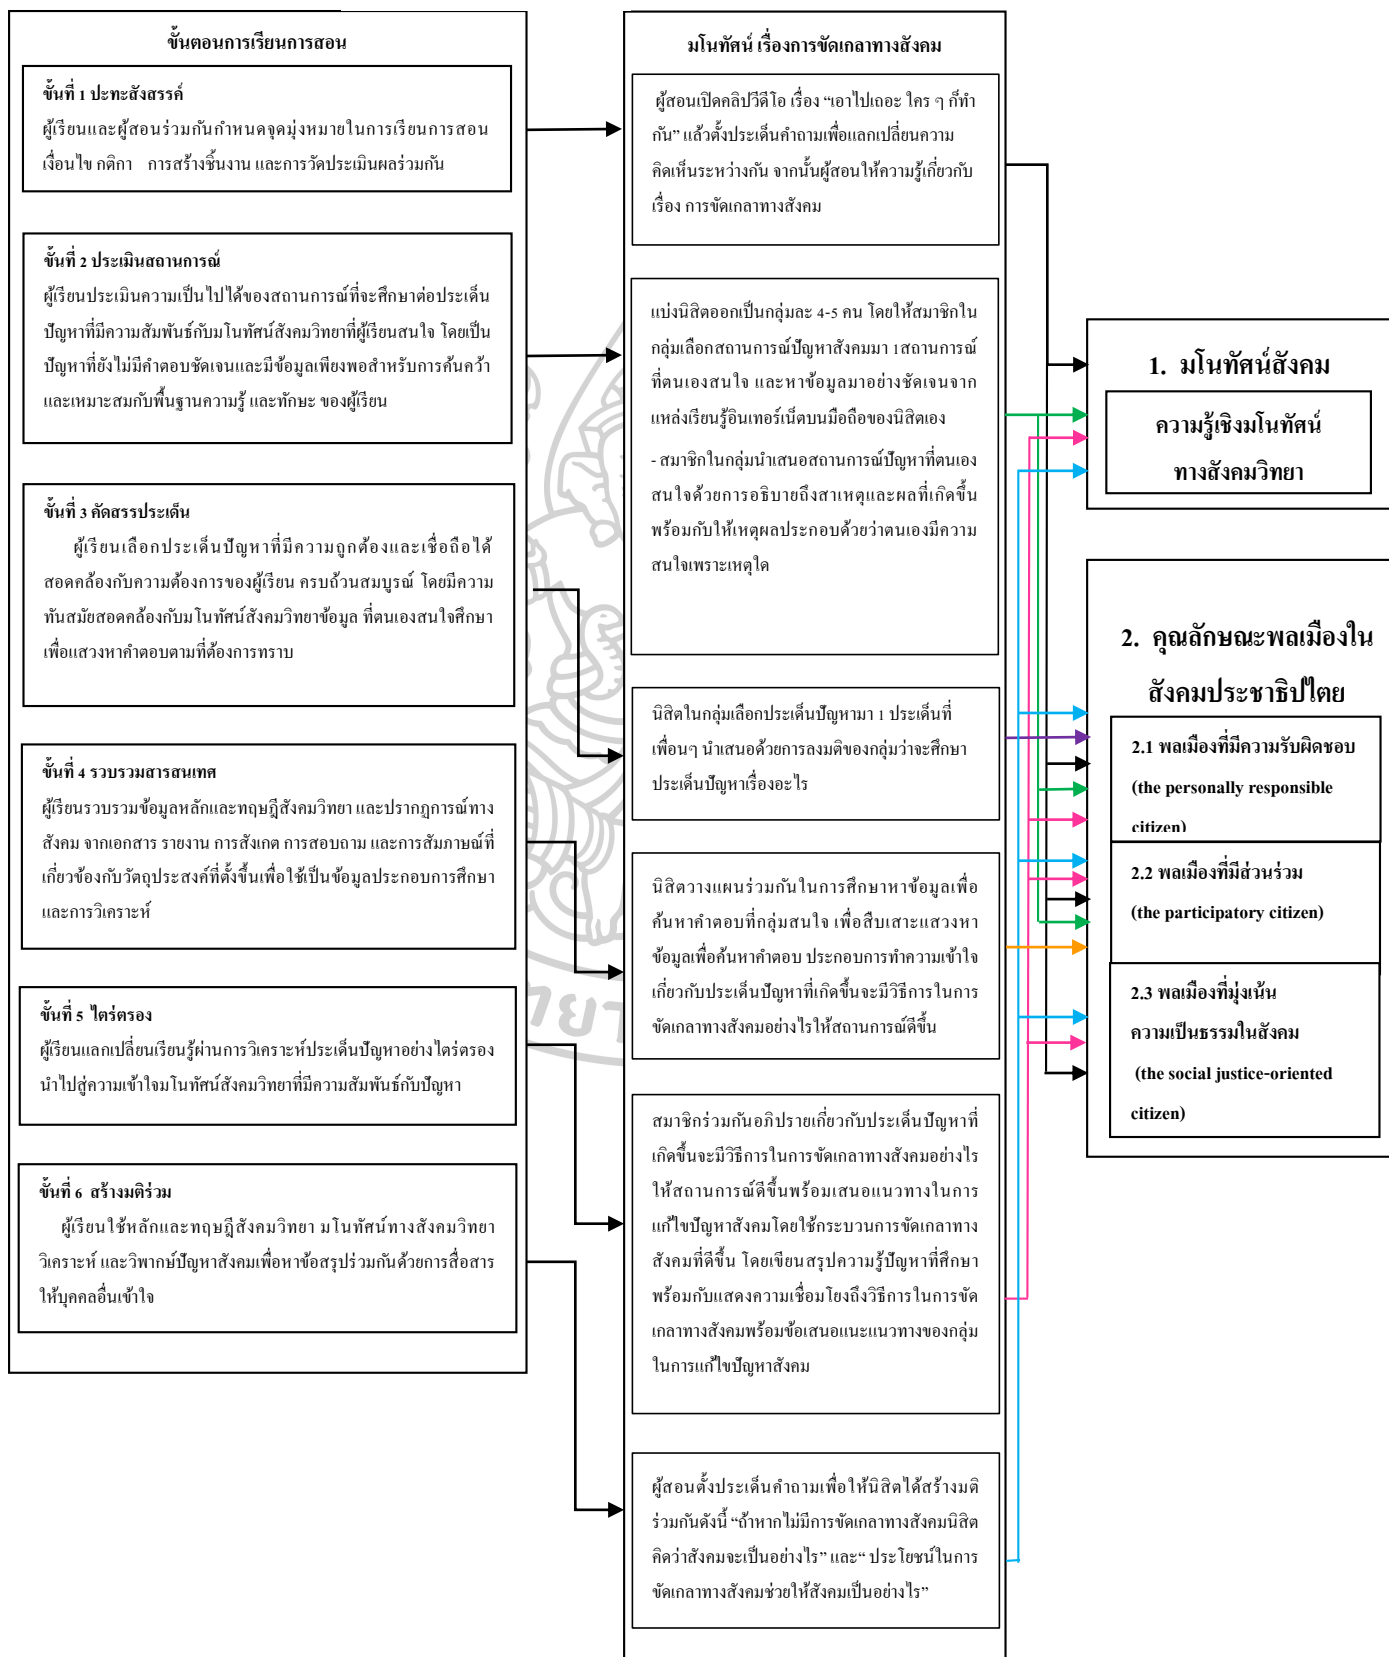 ขั้นตอนการเรียนการสอน
ขั้นที่ 1 ปะทะสังสรรค์
ผู้เรียนและผู้สอนร่วมกันกำหนดจุดมุ่งหมายในการเรียนการสอน
เงื่อนไข กติกา การสร้างชิ้นงาน และการวัดประเมินผลร่วมกัน
ขั้นที่ 2 ประเมินสถานการณ์
ผู้เรียนประเมินความเป็นไปได้ของสถานการณ์ที่จะศึกษาต่อประเด็น
ปัญหาที่มีความสัมพันธ์กับมโนทัศน์สังคมวิทยาที่ผู้เรียนสนใจ โดยเป็น
ปัญหาที่ยังไม่มีคำตอบชัดเจนและมีข้อมูลเพียงพอสำหรับการค้นคว้า
และเหมาะสมกับพื้นฐานความรู้ และทักษะ ของผู้เรียน
ขั้นที่ 3 คัดสรรประเด็น
ผู้เรียนเลือกประเด็นปัญหาที่มีความถูกต้องและเชื่อถือได้
สอดคล้องกับความต้องการของผู้เรียน ครบถ้วนสมบูรณ์ โดยมีความ
ทันสมัยสอดคล้องกับมโนทัศน์สังคมวิทยาข้อมูล ที่ตนเองสนใจศึกษา
เพื่อแสวงหาคำตอบตามที่ต้องการทราบ
ขั้นที่ 4 รวบรวมสารสนเทศ
ผู้เรียนรวบรวมข้อมูลหลักและทฤษฎีสังคมวิทยา และปรากฏการณ์ทาง
สังคม จากเอกสาร รายงาน การสังเกต การสอบถาม และการสัมภาษณ์ที่
เกี่ยวข้องกับวัตถุประสงค์ที่ตั้งขึ้นเพื่อใช้เป็นข้อมูลประกอบการศึกษา
และการวิเคราะห์
ขั้นที่ 5 ไตร่ตรอง
ผู้เรียนแลกเปลี่ยนเรียนรู้ผ่านการวิเคราะห์ประเด็นปัญหาอย่างไตร่ตรอง
นำไปสู่ความเข้าใจมโนทัศน์สังคมวิทยาที่มีความสัมพันธ์กับปัญหา
ขั้นที่ 6 สร้างมติร่วม
ผู้เรียนใช้หลักและทฤษฎีสังคมวิทยา มโนทัศน์ทางสังคมวิทยา
วิเคราะห์ และวิพากษ์ปัญหาสังคมเพื่อหาข้อสรุปร่วมกันด้วยการสื่อสาร
ให้บุคคลอื่นเข้าใจ
มโนทัศน์ เรื่องการขัดเกลาทางสังคม
ผู้สอนเปิดคลิปวีดีโอ เรื่อง “เอาไปเถอะ ใคร ๆ ก็ทำ
กัน” แล้วตั้งประเด็นคำถามเพื่อแลกเปลี่ยนความ
คิดเห็นระหว่างกัน จากนั้นผู้สอนให้ความรู้เกี่ยวกับ
เรื่อง การขัดเกลาทางสังคม
แบ่งนิสิตออกเป็นกลุ่มละ 4-5 คน โดยให้สมาชิกใน
กลุ่มเลือกสถานการณ์ปัญหาสังคมมา 1สถานการณ์
ที่ตนเองสนใจ และหาข้อมูลมาอย่างชัดเจนจาก
แหล่งเรียนรู้อินเทอร์เน็ตบนมือถือของนิสิตเอง
- สมาชิกในกลุ่มนำเสนอสถานการณ์ปัญหาที่ตนเอง
สนใจด้วยการอธิบายถึงสาเหตุและผลที่เกิดขึ้น
พร้อมกับให้เหตุผลประกอบด้วยว่าตนเองมีความ
สนใจเพราะเหตุใด
นิสิตในกลุ่มเลือกประเด็นปัญหามา 1 ประเด็นที่
เพื่อนๆ นำเสนอด้วยการลงมติของกลุ่มว่าจะศึกษา
ประเด็นปัญหาเรื่องอะไร
นิสิตวางแผนร่วมกันในการศึกษาหาข้อมูลเพื่อ
ค้นหาคำตอบที่กลุ่มสนใจ เพื่อสืบเสาะแสวงหา
ข้อมูลเพื่อค้นหาคำตอบ ประกอบการทำความเข้าใจ
เกี่ยวกับประเด็นปัญหาที่เกิดขึ้นจะมีวิธีการในการ
ขัดเกลาทางสังคมอย่างไรให้สถานการณ์ดีขึ้น
สมาชิกร่วมกันอภิปรายเกี่ยวกับประเด็นปัญหาที่
เกิดขึ้นจะมีวิธีการในการขัดเกลาทางสังคมอย่างไร
ให้สถานการณ์ดีขึ้นพร้อมเสนอแนวทางในการ
แก้ไขปัญหาสังคมโดยใช้กระบวนการขัดเกลาทาง
สังคมที่ดีขึ้น โดยเขียนสรุปความรู้ปัญหาที่ศึกษา
พร้อมกับแสดงความเชื่อมโยงถึงวิธีการในการขัด
เกลาทางสังคมพร้อมข้อเสนอแนะแนวทางของกลุ่ม
ในการแก้ไขปัญหาสังคม
ผู้สอนตั้งประเด็นคำถามเพื่อให้นิสิตได้สร้างมติ
ร่วมกันดังนี้ “ถ้าหากไม่มีการขัดเกลาทางสังคมนิสิต
คิดว่าสังคมจะเป็นอย่างไร” และ“ ประโยชน์ในการ
ขัดเกลาทางสังคมช่วยให้สังคมเป็นอย่างไร”
1. มโนทัศน์สังคม
ความรู้เชิงมโนทัศน์
ทางสังคมวิทยา
2. คุณลักษณะพลเมืองใน
สังคมประชาธิปไตย
2.1 พลเมืองที่มีความรับผิดชอบ
(the personally responsible
citizen)
2.2 พลเมืองที่มีส่วนร่วม
(the participatory citizen)
2.3 พลเมืองที่มุ่งเน้น
ความเป็นธรรมในสังคม
(the social justice-oriented
citizen)